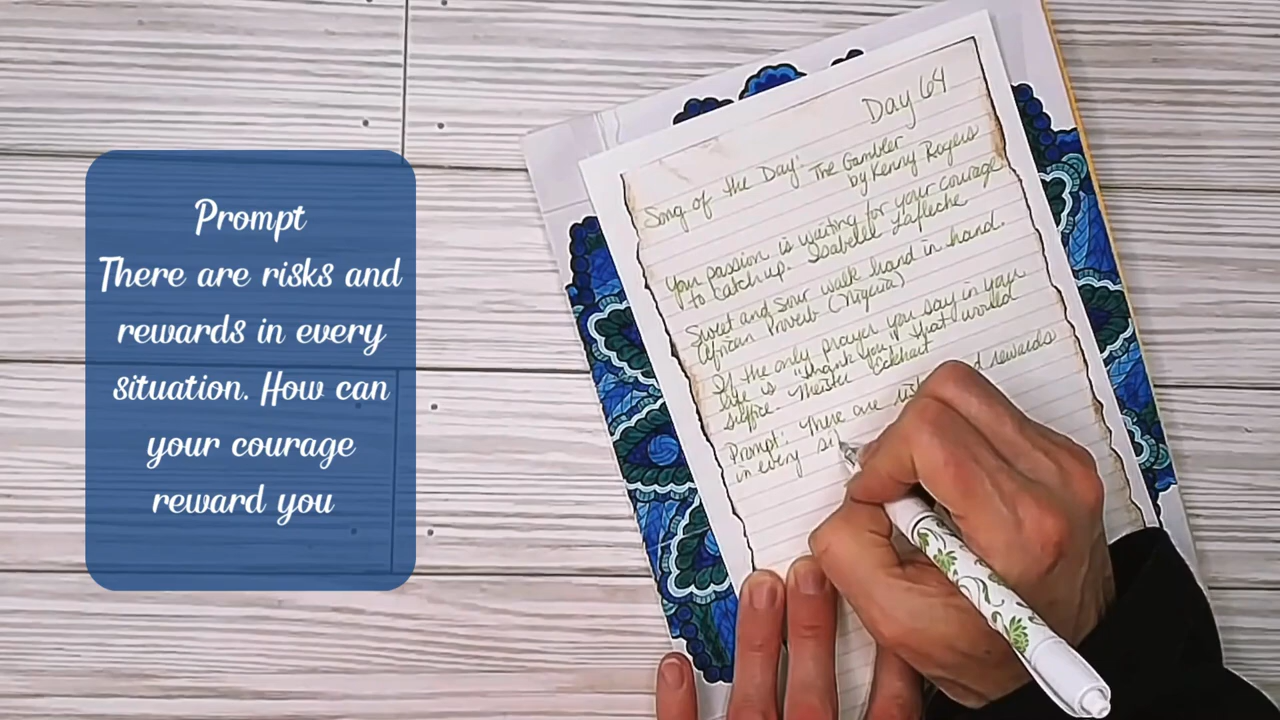 Prompt
There are risks and
rewards in every
situation. How can
your courage
reward you
Day 64
Song of the Day: The Gambler
by Kenny Rogers
Your passion is waiting for your courage
to catch up. Isabelle Lafleche
Sweet and sour walk hand in hand.
African Proverb (Nigeria)
If the only prayer you say in your
life is "thank you," that would
suffice. Meister Eckhart
Prompt: There are and rewards
in every